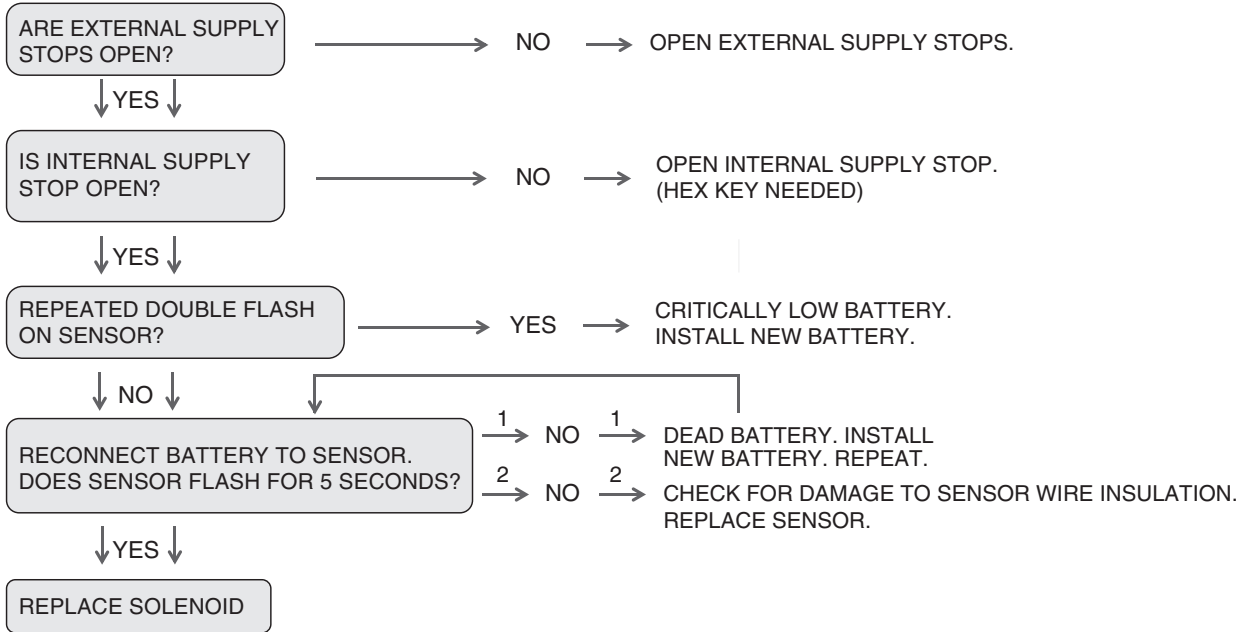 ARE EXTERNAL SUPPLY
STOPS OPEN?
NO
OPEN EXTERNAL SUPPLY STOPS.
YES
IS INTERNAL SUPPLY
STOP OPEN?
NO
OPEN INTERNAL SUPPLY STOP.
(HEX KEY NEEDED)
YES
REPEATED DOUBLE FLASH
ON SENSOR?
YES
CRITICALLY LOW BATTERY.
INSTALL NEW BATTERY.
NO
RECONNECT BATTERY TO SENSOR.
DOES SENSOR FLASH FOR 5 SECONDS?
1 NO 1
DEAD BATTERY. INSTALL
NEW BATTERY. REPEAT.
2 NO 2
CHECK FOR DAMAGE TO SENSOR WIRE INSULATION.
REPLACE SENSOR.
YES
REPLACE SOLENOID